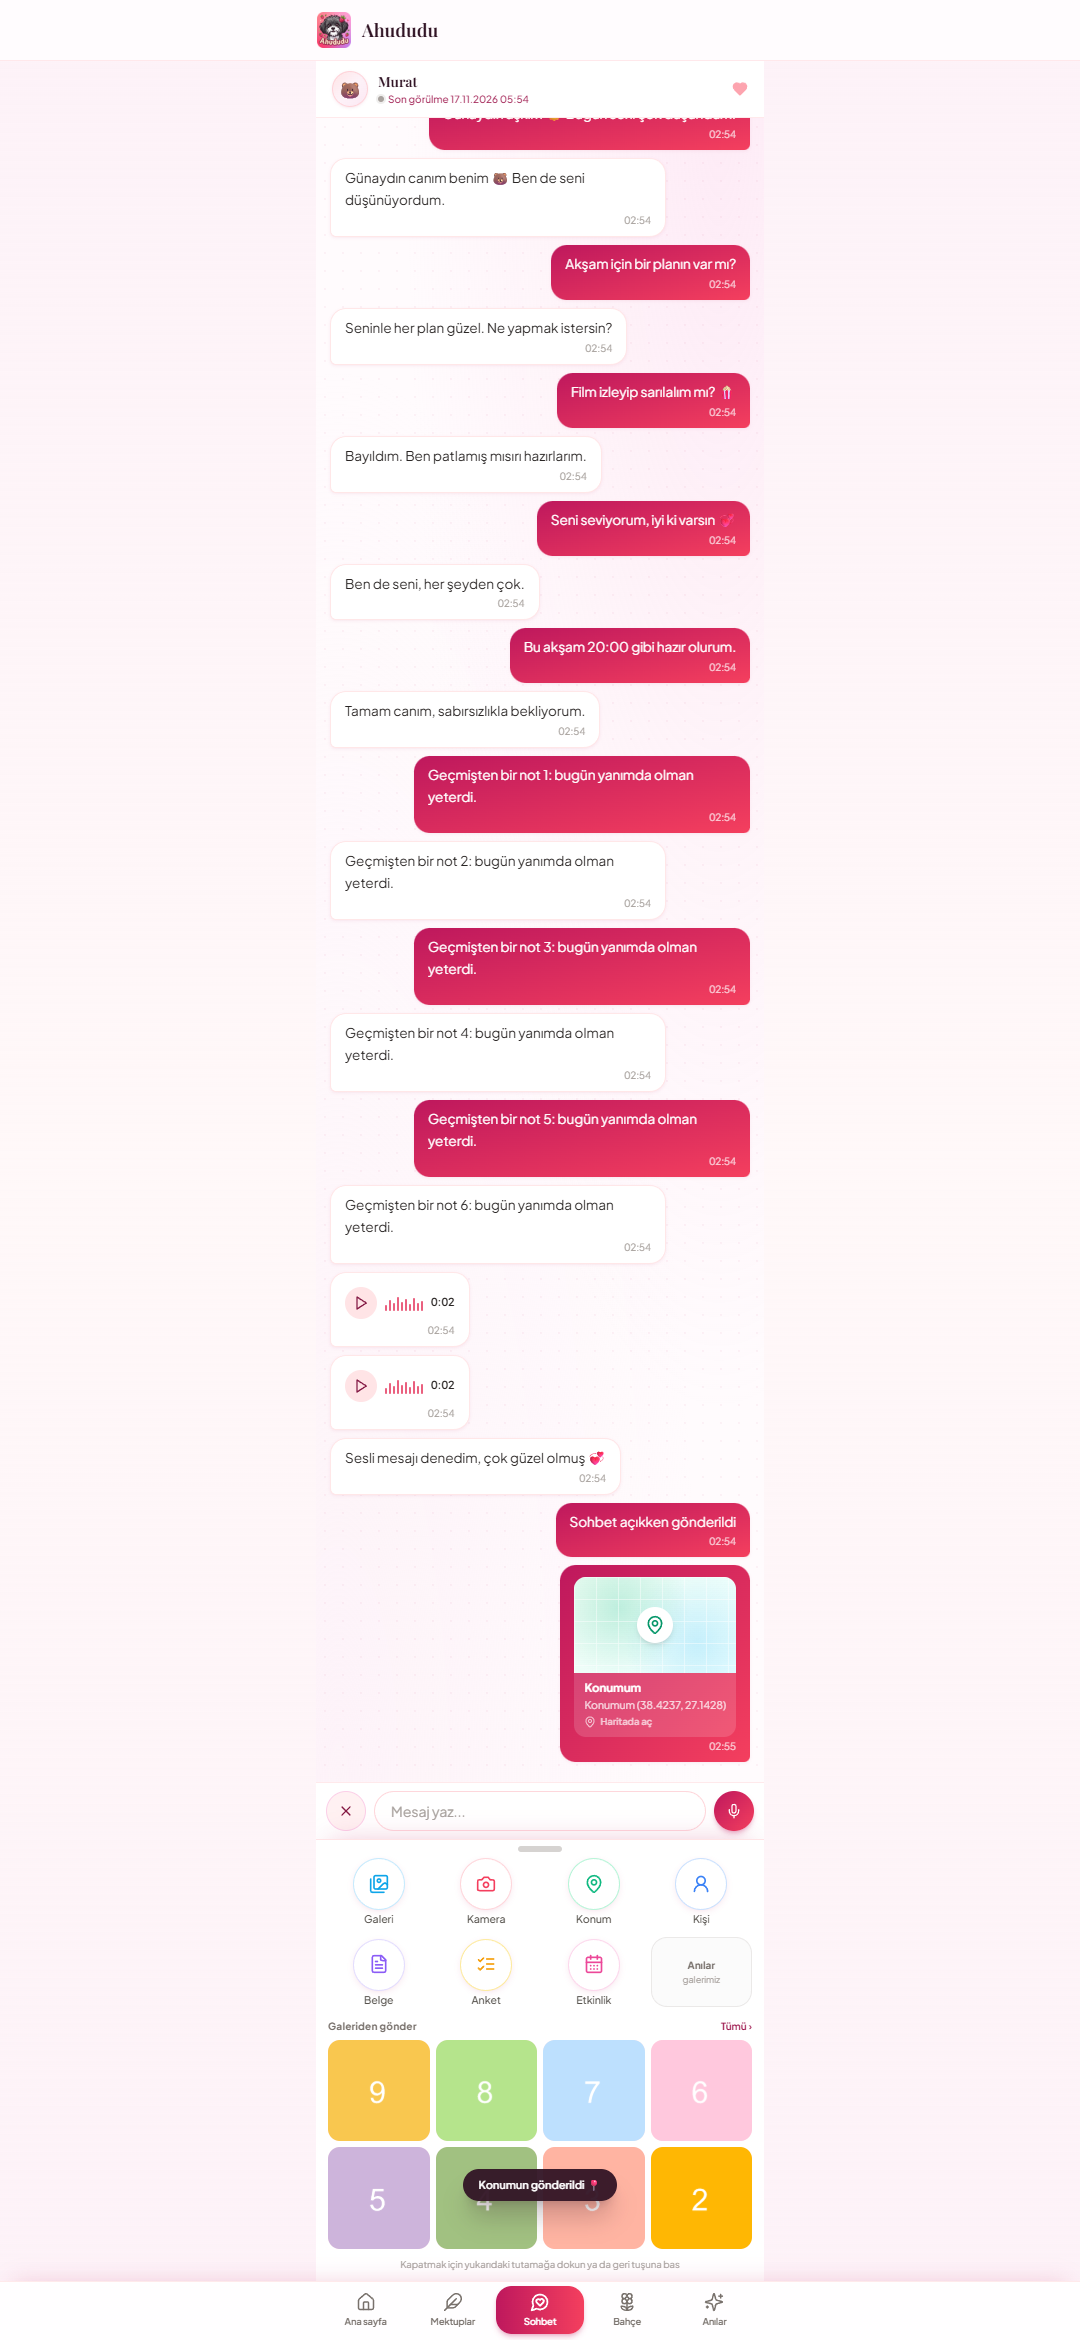 Ahududu
Ahududu
Murat
Son görülme 17.11.2026 05:54
02:54
Günaydın canım benim 🐻 Ben de seni
düşünüyordum.
02:54
Akşam için bir planın var mı?
02:54
Seninle her plan güzel. Ne yapmak istersin?
02:54
Film izleyip sarılalım mı?
02:54
Bayıldım. Ben patlamış mısırı hazırlarım.
02:54
Seni seviyorum, iyi ki varsın 💕
02:54
Ben de seni, her şeyden çok.
02:54
Bu akşam 20:00 gibi hazır olurum.
02:54
Tamam canım, sabırsızlıkla bekliyorum.
02:54
Geçmişten bir not 1: bugün yanımda olman
yeterdi.
02:54
Geçmişten bir not 2: bugün yanımda olman
yeterdi.
02:54
Geçmişten bir not 3: bugün yanımda olman
yeterdi.
02:54
Geçmişten bir not 4: bugün yanımda olman
yeterdi.
02:54
Geçmişten bir not 5: bugün yanımda olman
yeterdi.
02:54
Geçmişten bir not 6: bugün yanımda olman
yeterdi.
02:54
0:02
02:54
0:02
02:54
Sesli mesajı denedim, çok güzel olmuş 💞
02:54
Sohbet açıkken gönderildi
02:54
Konumum
Konumum (38.4237, 27.1428)
Haritada aç
02:55
Mesaj yaz...
Galeri Kamera Konum Kişi
Belge Anket Etkinlik Anılar
galerimiz
Galeriden gönder Tümü ›
9 8 7 6
5 4 3 2
Konumun gönderildi 📍
Kapatmak için yukarıdaki tutamağa dokun ya da geri tuşuna bas
Ana sayfa Mektuplar Sohbet Bahçe Anılar